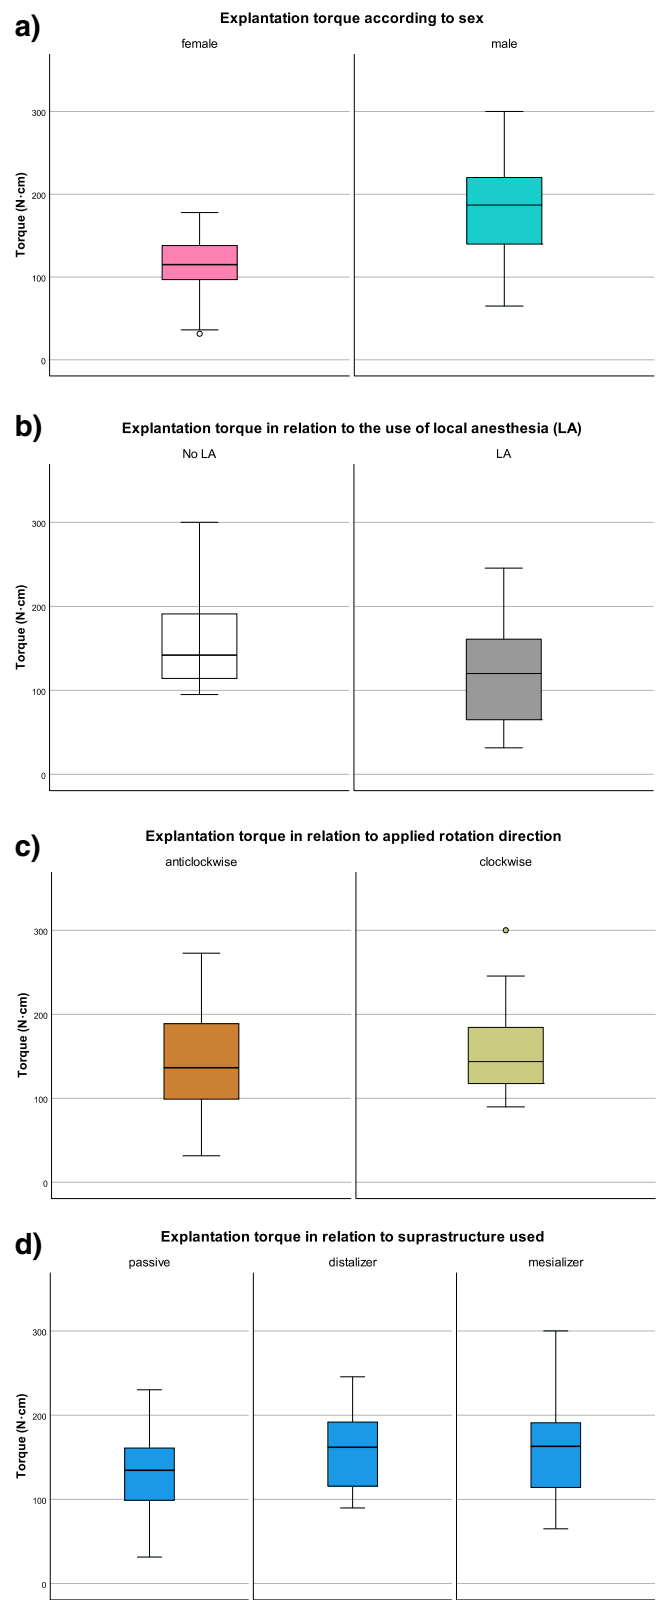 a)
Explantation torque according to sex
female
male
Torque (N·cm)
300
200
100
0
b)
Explantation torque in relation to the use of local anesthesia (LA)
No LA
LA
Torque (N·cm)
300
200
100
0
c)
Explantation torque in relation to applied rotation direction
anticlockwise
clockwise
Torque (N·cm)
300
200
100
0
d)
Explantation torque in relation to suprastructure used
passive
distalizer
mesializer
Torque (N·cm)
300
200
100
0